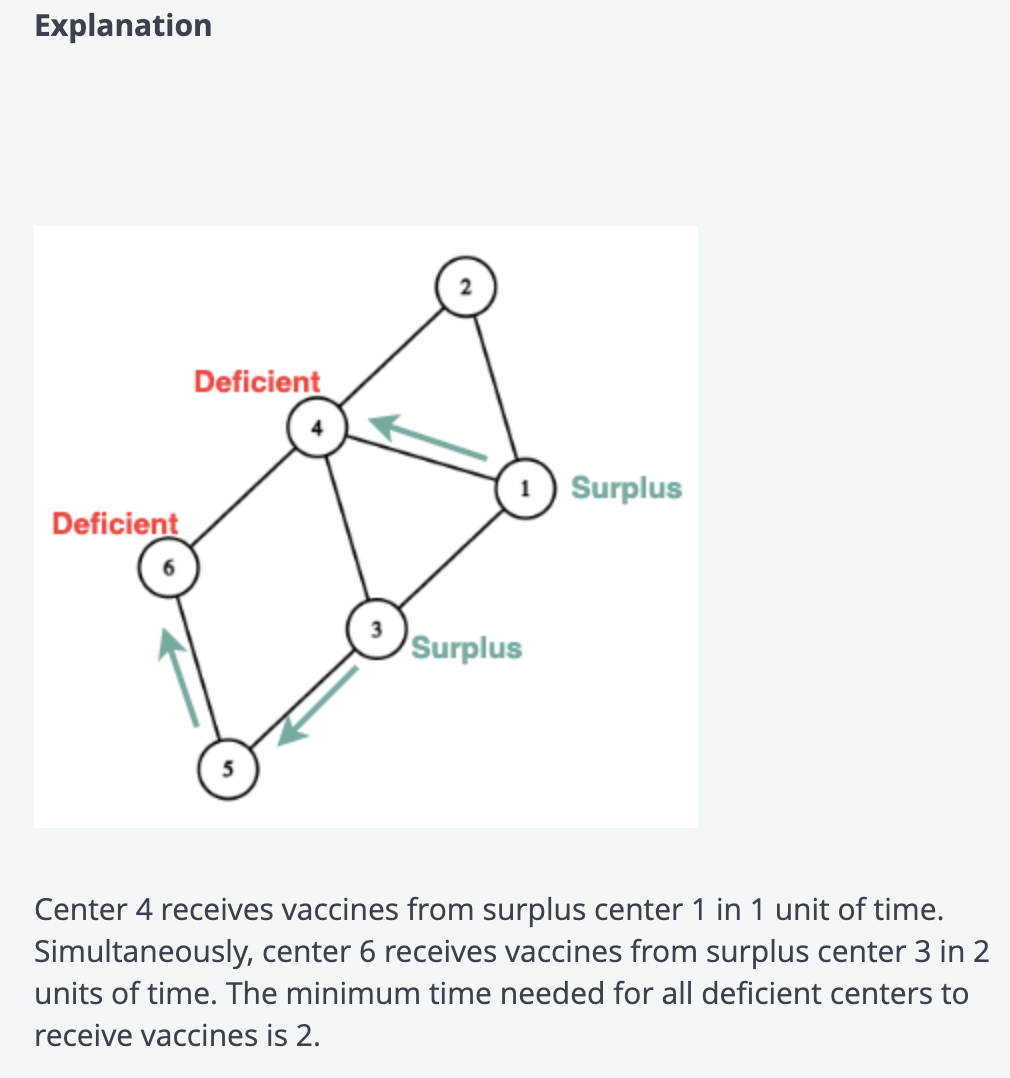 Explanation
2
Deficient
4
1
Surplus
Deficient
6
3
Surplus
5
Center 4 receives vaccines from surplus center 1 in 1 unit of time.
Simultaneously, center 6 receives vaccines from surplus center 3 in 2
units of time. The minimum time needed for all deficient centers to
receive vaccines is 2.